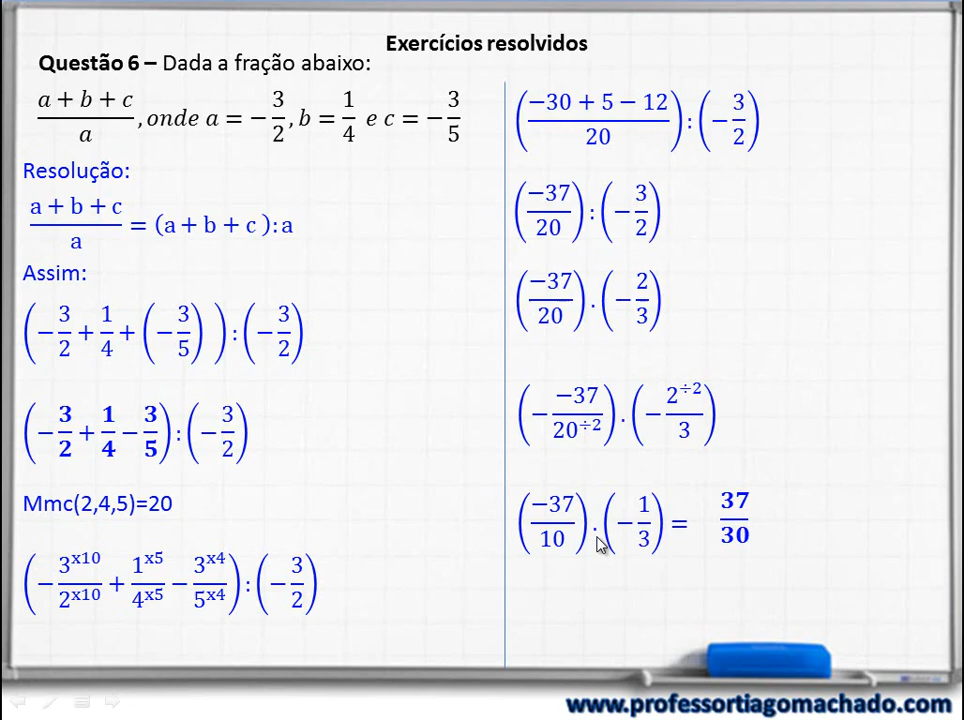 Exercícios resolvidos
Questão 6 – Dada a fração abaixo:
(a + b + c)/a , onde a = −3/2, b = 1/4 e c = −3/5
Resolução:
(a + b + c)/a = (a + b + c ):a
Assim:
(−3/2 + 1/4 + (−3/5) ) : (−3/2)
(−3/2 + 1/4 − 3/5) : (−3/2)
Mmc(2,4,5)=20
(−3^x10/2^x10 + 1^x5/4^x5 − 3^x4/5^x4) : (−3/2)
((−30 + 5 − 12)/20) : (−3/2)
(−37/20) : (−3/2)
(−37/20) . (−2/3)
(− −37/20^÷2) . (−2^÷2/3)
(−37/10) . (−1/3) = 37/30
www.professortiagomachado.com